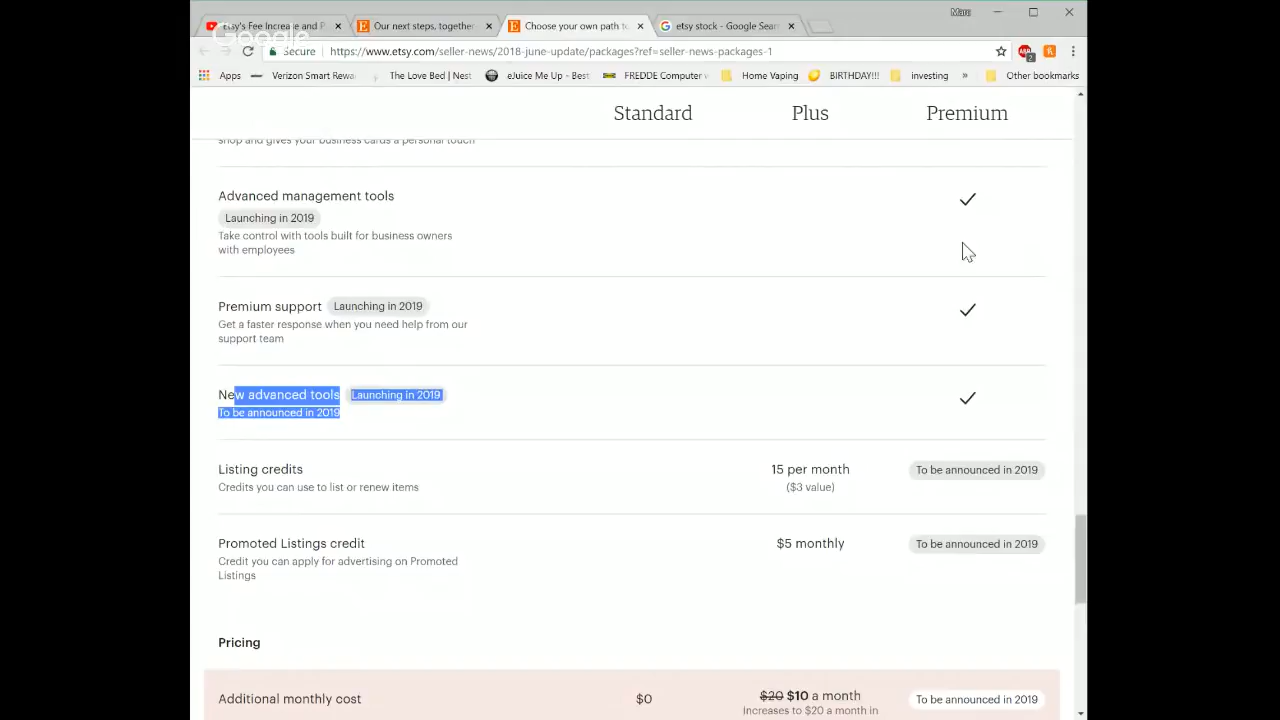 Marg
Etsy's Fee Increase and P
Our next steps, together
Choose your own path to
etsy stock - Google Sear
Google
Secure
https://www.etsy.com/seller-news/2018-june-update/packages?ref=seller-news-packages-1
Apps
Verizon Smart Rewa
The Love Bed | Nest
eJuice Me Up - Best
FREDDE Computer
Home Vaping
BIRTHDAY!!!
investing
»
Other bookmarks
Standard Plus Premium
shop and gives your business cards a personal touch
Advanced management tools
Launching in 2019
Take control with tools built for business owners
with employees
Premium support Launching in 2019
Get a faster response when you need help from our
support team
New advanced tools Launching in 2019
To be announced in 2019
Listing credits 15 per month To be announced in 2019
Credits you can use to list or renew items ($3 value)
Promoted Listings credit $5 monthly To be announced in 2019
Credit you can apply for advertising on Promoted
Listings
Pricing
Additional monthly cost $0 $20 $10 a month To be announced in 2019
Increases to $20 a month in